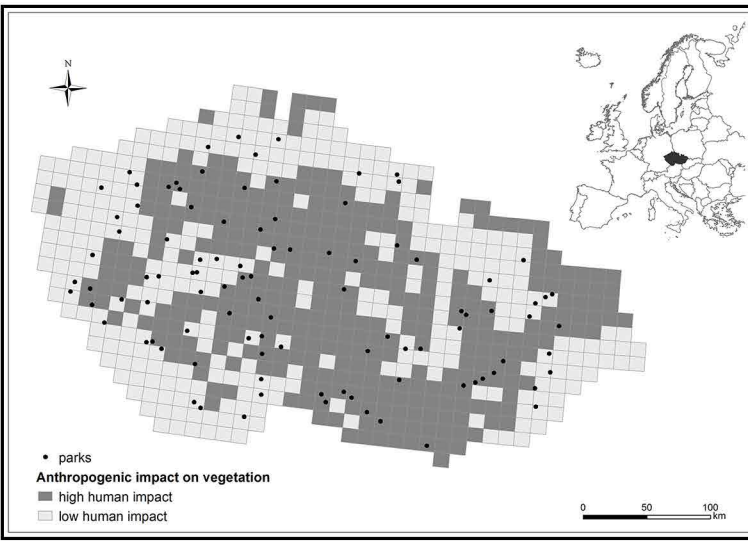 N
parks
Anthropogenic impact on vegetation
high human impact
low human impact
0 50 100
km